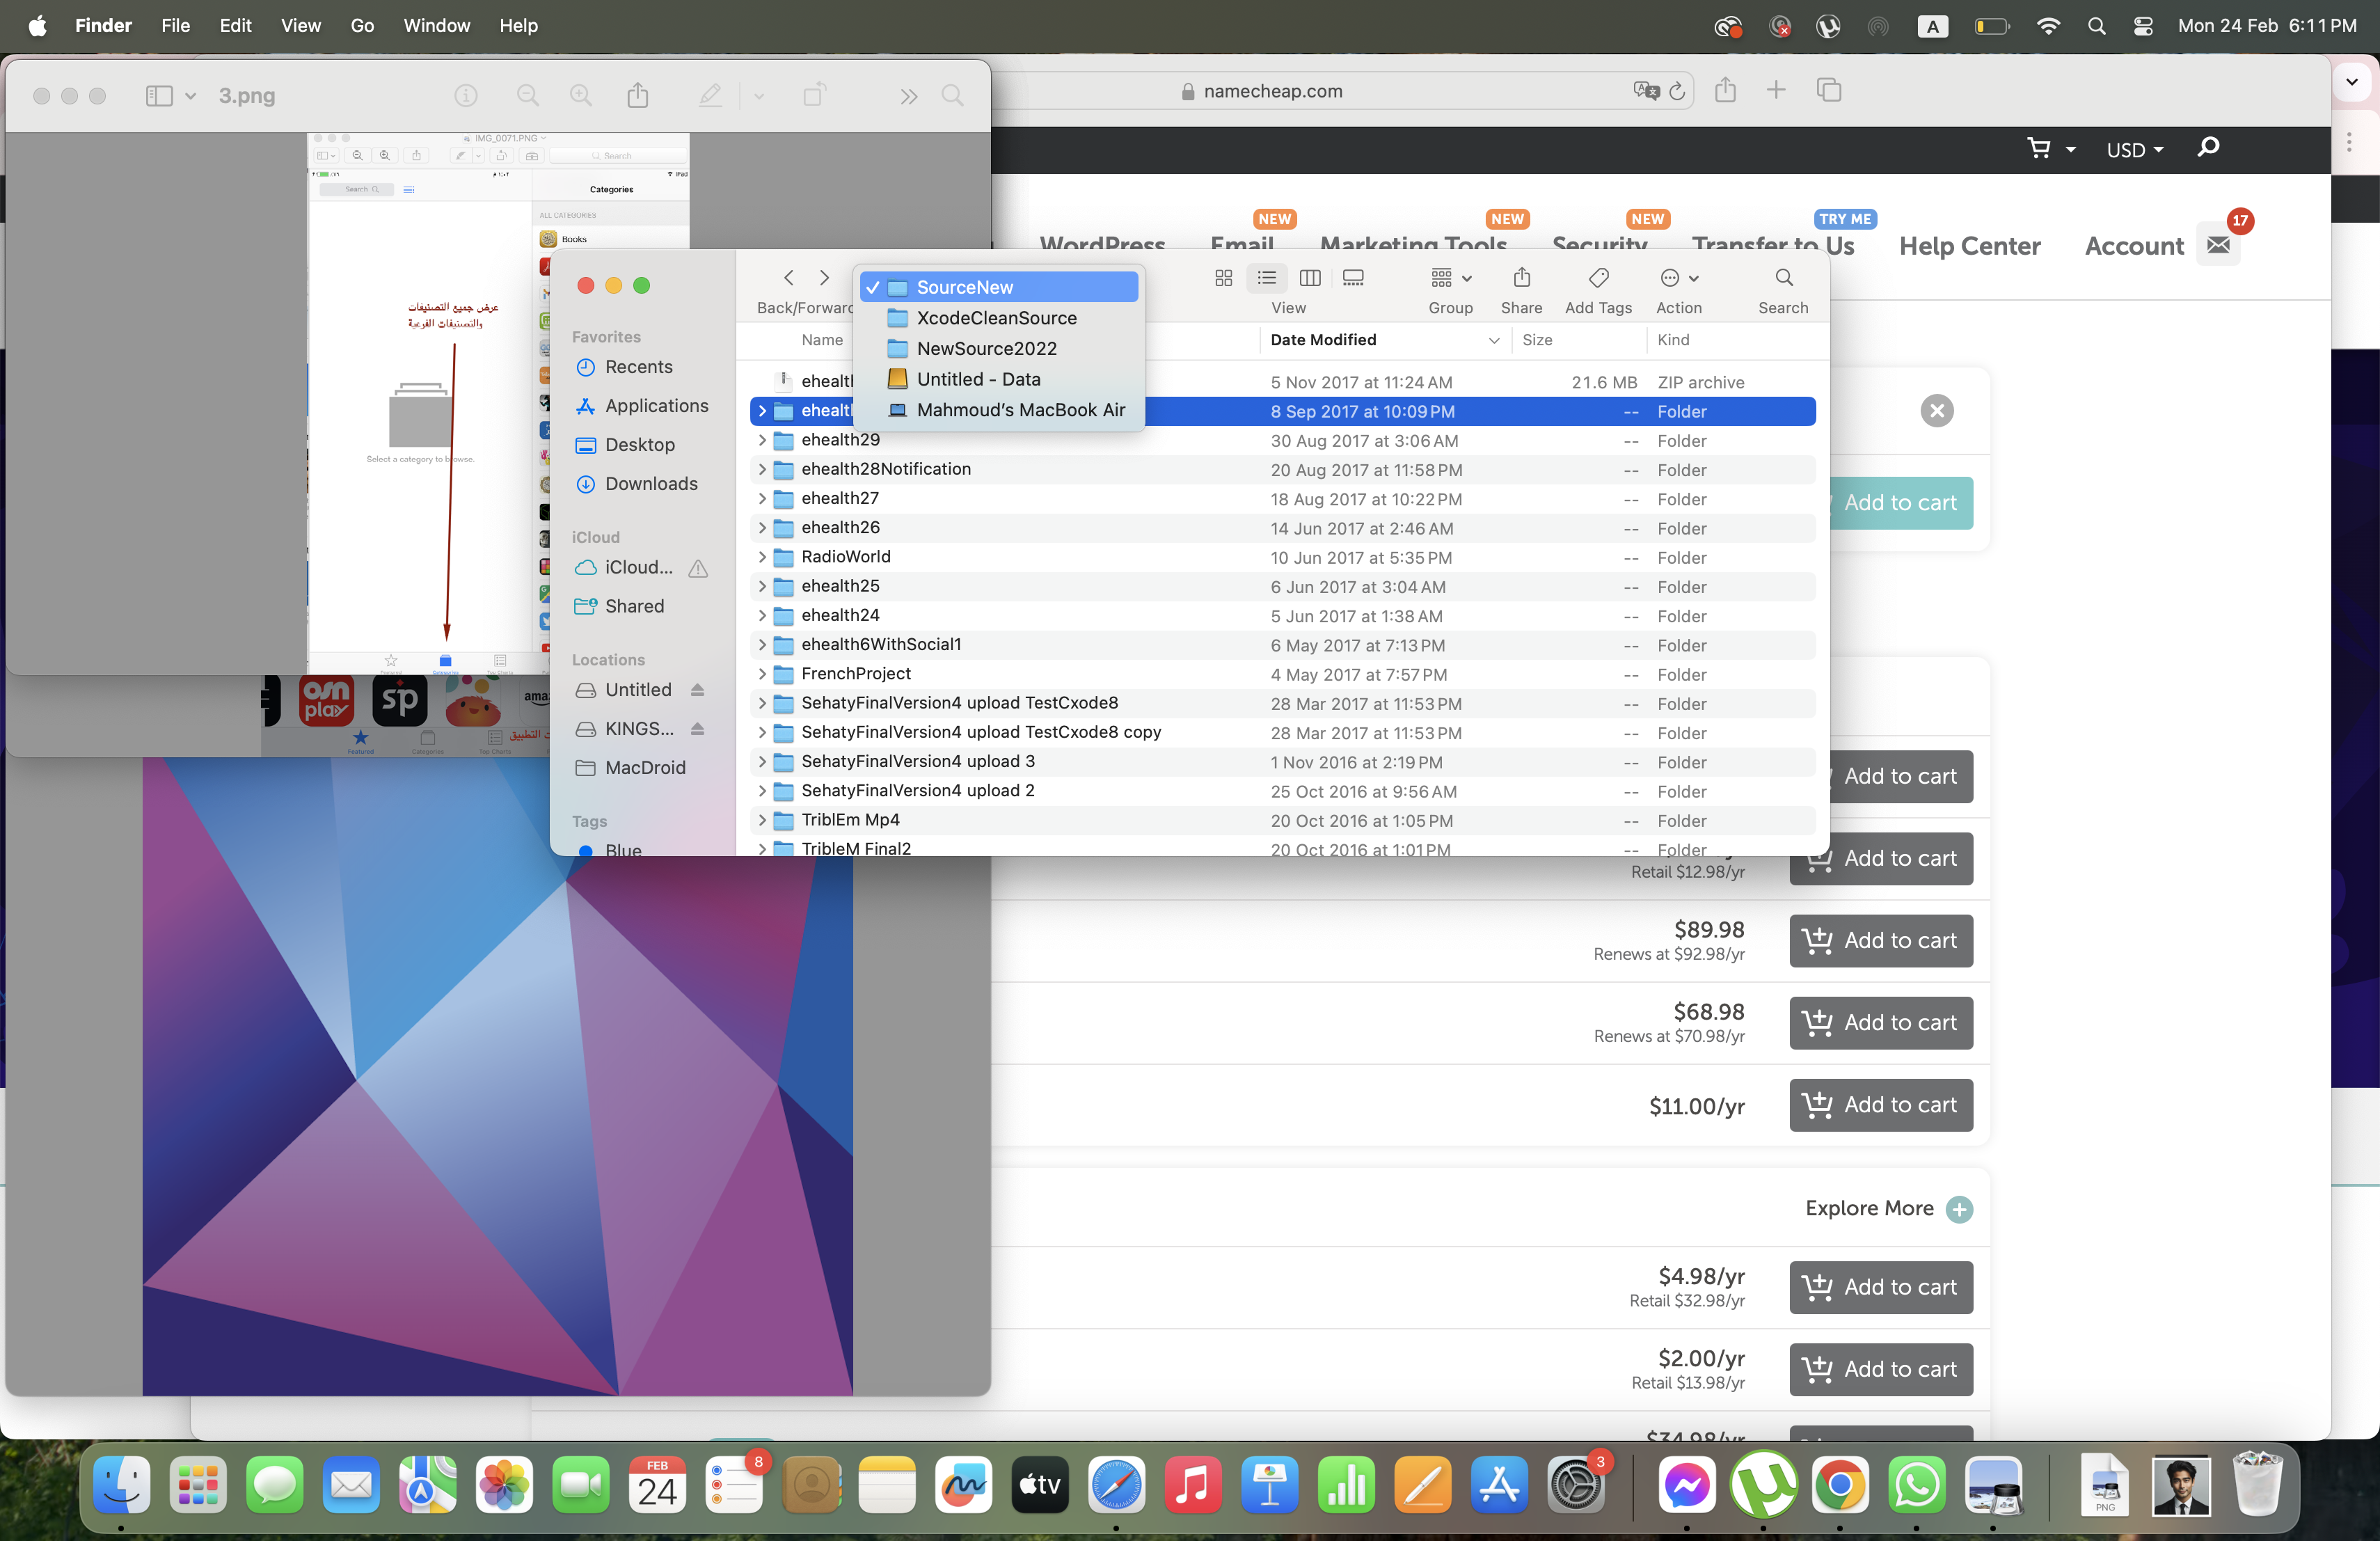 Finder File Edit View Go Window Help
A
Mon 24 Feb 6:11 PM
3.png
namecheap.com
IMG_0071.PNG
Search
USD
iPad
Search
Categories
ALL CATEGORIES
Books
NEW NEW NEW TRY ME 17
WordPress Email Marketing Tools Security Transfer to Us Help Center Account
عرض جميع التصنيفات
والتصنيفات الفرعية
Select a category to browse.
Back/Forward
View Group Share Add Tags Action Search
SourceNew
XcodeCleanSource
NewSource2022
Untitled - Data
Mahmoud's MacBook Air
Favorites
Recents
Applications
Desktop
Downloads
iCloud
iCloud...
Shared
Locations
Untitled
KINGS...
MacDroid
Tags
Blue
Name Date Modified Size Kind
5 Nov 2017 at 11:24 AM 21.6 MB ZIP archive
8 Sep 2017 at 10:09 PM -- Folder
ehealth29 30 Aug 2017 at 3:06 AM -- Folder
ehealth28Notification 20 Aug 2017 at 11:58 PM -- Folder
ehealth27 18 Aug 2017 at 10:22 PM -- Folder
ehealth26 14 Jun 2017 at 2:46 AM -- Folder
RadioWorld 10 Jun 2017 at 5:35 PM -- Folder
ehealth25 6 Jun 2017 at 3:04 AM -- Folder
ehealth24 5 Jun 2017 at 1:38 AM -- Folder
ehealth6WithSocial1 6 May 2017 at 7:13 PM -- Folder
FrenchProject 4 May 2017 at 7:57 PM -- Folder
SehatyFinalVersion4 upload TestCxode8 28 Mar 2017 at 11:53 PM -- Folder
SehatyFinalVersion4 upload TestCxode8 copy 28 Mar 2017 at 11:53 PM -- Folder
SehatyFinalVersion4 upload 3 1 Nov 2016 at 2:19 PM -- Folder
SehatyFinalVersion4 upload 2 25 Oct 2016 at 9:56 AM -- Folder
TriblEm Mp4 20 Oct 2016 at 1:05 PM -- Folder
TribleM Final2 20 Oct 2016 at 1:01 PM -- Folder
osn
play
sp
Featured Categories Top Charts
التطبيق
Add to cart
Add to cart
Add to cart
Retail $12.98/yr
$89.98
Renews at $92.98/yr
Add to cart
$68.98
Renews at $70.98/yr
Add to cart
$11.00/yr
Add to cart
Explore More
$4.98/yr
Retail $32.98/yr
Add to cart
$2.00/yr
Retail $13.98/yr
Add to cart
$34.98/yr
FEB
24
8
tv
3
PNG